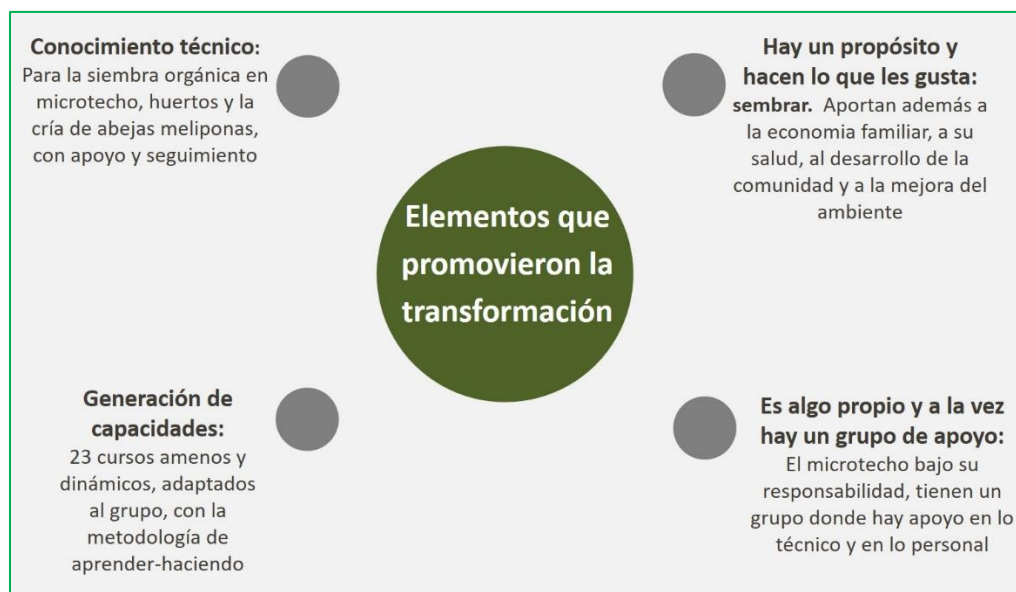 Conocimiento técnico:
Para la siembra orgánica en
microtecho, huertos y la
cría de abejas meliponas,
con apoyo y seguimiento
Hay un propósito y
hacen lo que les gusta:
sembrar. Aportan además a
la economia familiar, a su
salud, al desarrollo de la
comunidad y a la mejora del
ambiente
Elementos que
promovieron la
transformación
Generación de
capacidades:
23 cursos amenos y
dinámicos, adaptados
al grupo, con la
metodología de
aprender-haciendo
Es algo propio y a la vez
hay un grupo de apoyo:
El microtecho bajo su
responsabilidad, tienen un
grupo donde hay apoyo en lo
técnico y en lo personal